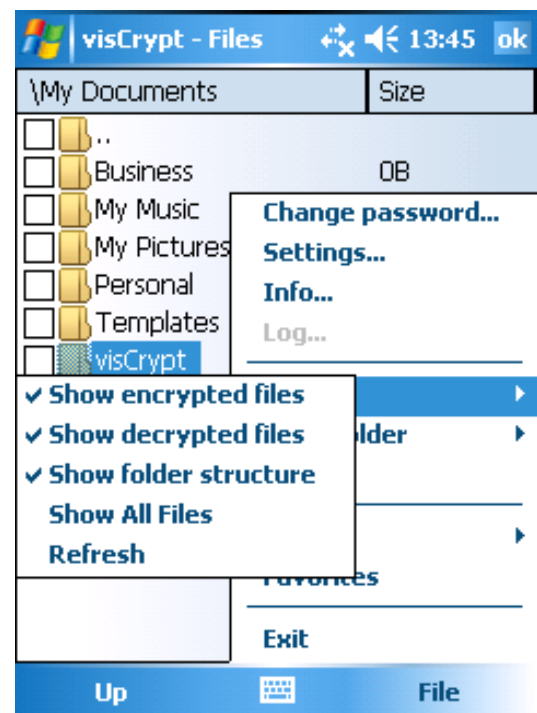 visCrypt - Files 13:45 ok
\My Documents Size
..
Business 0B
My Music
My Pictures
Personal
Templates
visCrypt
Change password...
Settings...
Info...
Log...
Show encrypted files
Show decrypted files
Show folder structure
Show All Files
Refresh
Favorites
Exit
Up File